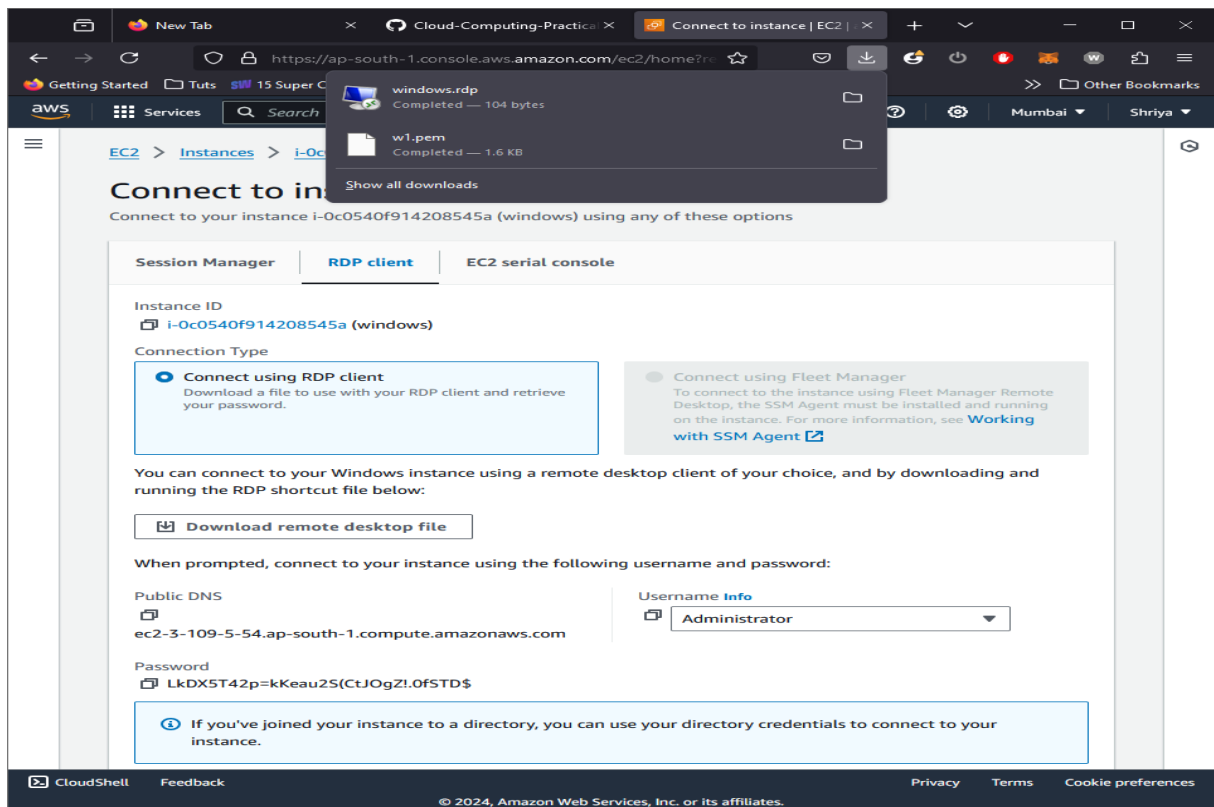 New Tab
Cloud-Computing-Practical
Connect to instance | EC2 |
https://ap-south-1.console.aws.amazon.com/ec2/home?re
Getting Started
Tuts
SW 15 Super C
Other Bookmarks
windows.rdp
Completed — 104 bytes
w1.pem
Completed — 1.6 KB
Show all downloads
aws
Services
Search
Mumbai
Shriya
EC2 > Instances > i-0c
Connect to in
Connect to your instance i-0c0540f914208545a (windows) using any of these options
Session Manager
RDP client
EC2 serial console
Instance ID
i-0c0540f914208545a (windows)
Connection Type
Connect using RDP client
Download a file to use with your RDP client and retrieve
your password.
Connect using Fleet Manager
To connect to the instance using Fleet Manager Remote
Desktop, the SSM Agent must be installed and running
on the instance. For more information, see Working
with SSM Agent
You can connect to your Windows instance using a remote desktop client of your choice, and by downloading and
running the RDP shortcut file below:
Download remote desktop file
When prompted, connect to your instance using the following username and password:
Public DNS
ec2-3-109-5-54.ap-south-1.compute.amazonaws.com
Username Info
Administrator
Password
LkDX5T42p=kKeau2S(CtJOgZ!.0fSTD$
If you've joined your instance to a directory, you can use your directory credentials to connect to your
instance.
CloudShell
Feedback
Privacy
Terms
Cookie preferences
© 2024, Amazon Web Services, Inc. or its affiliates.